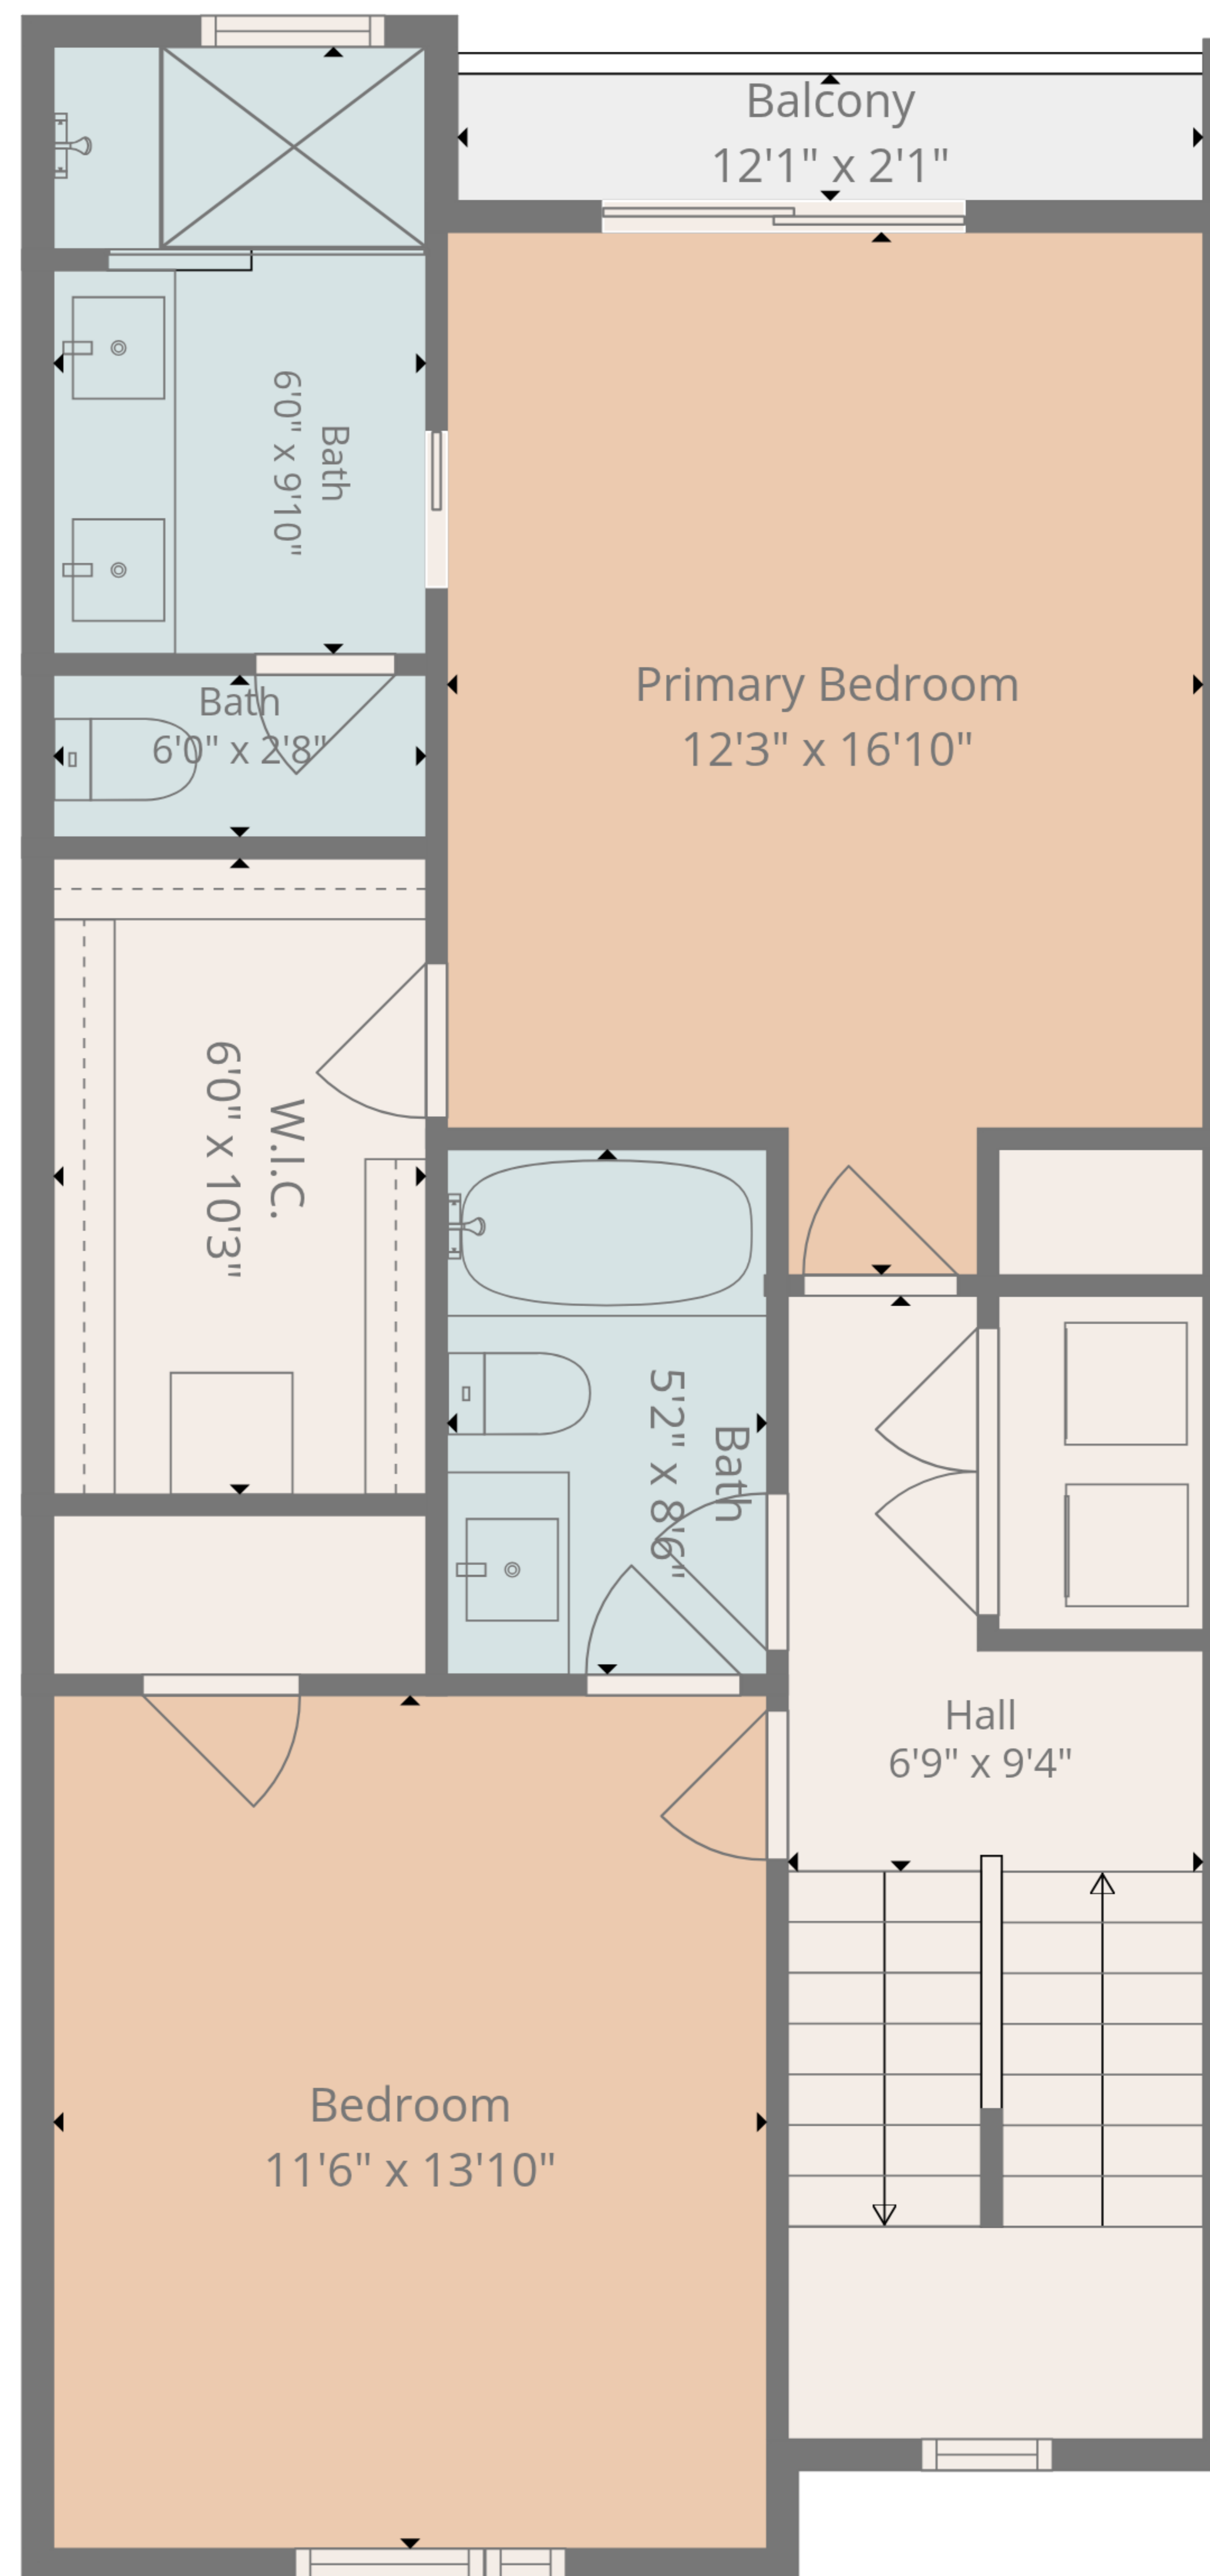 Balcony
12'1" x 2'1"
Bath
6'0" x 9'10"
Primary Bedroom
12'3" x 16'10"
Bath
6'0" x 2'8"
W.I.C.
6'0" x 10'3"
Bath
5'2" x 8'6"
Hall
6'9" x 9'4"
Bedroom
11'6" x 13'10"